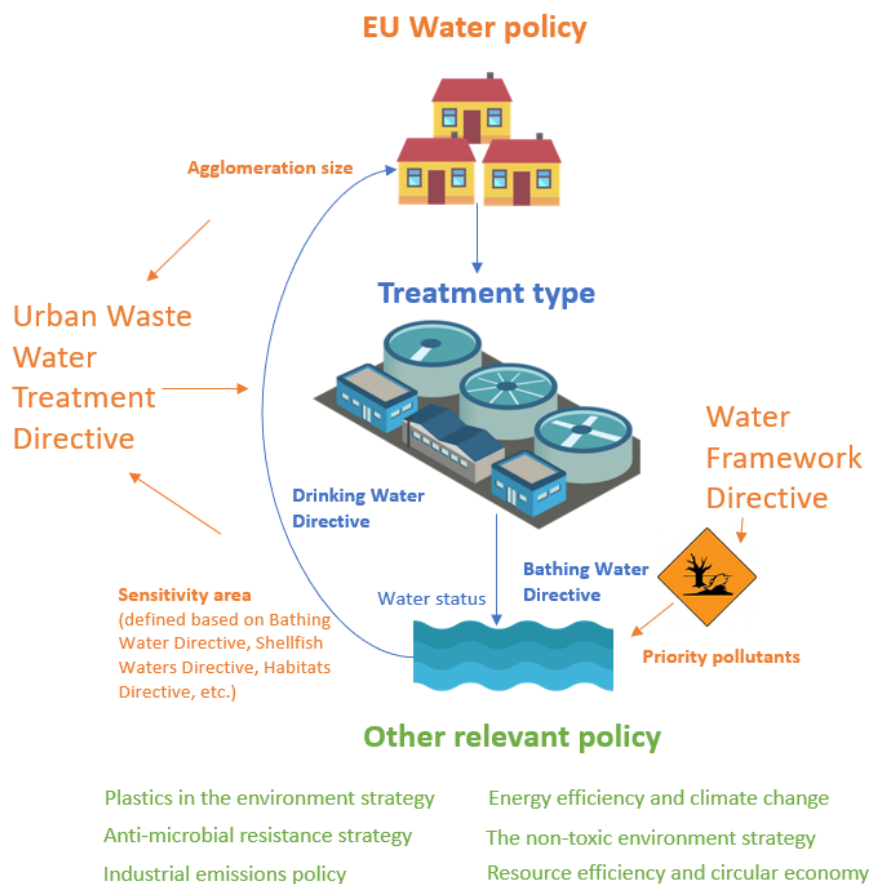 EU Water policy
Agglomeration size
Treatment type
Urban Waste
Water
Treatment
Directive
Water
Framework
Directive
Drinking Water
Directive
Bathing Water
Directive
Water status
Sensitivity area
(defined based on Bathing
Water Directive, Shellfish
Waters Directive, Habitats
Directive, etc.)
Priority pollutants
Other relevant policy
Plastics in the environment strategy
Energy efficiency and climate change
Anti-microbial resistance strategy
The non-toxic environment strategy
Industrial emissions policy
Resource efficiency and circular economy